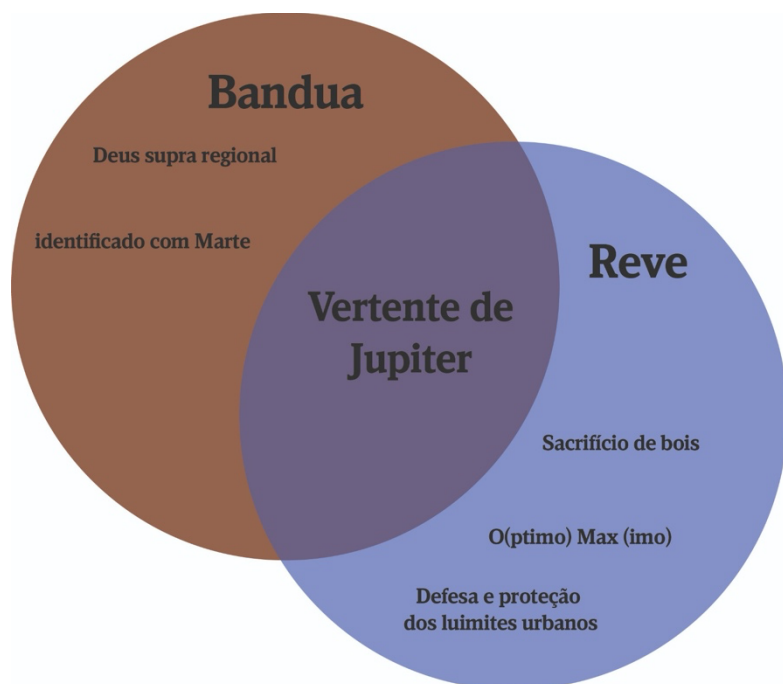 Bandua
Deus supra regional
identificado com Marte
Reve
Vertente de
Jupiter
Sacrifício de bois
O(ptimo) Max (imo)
Defesa e proteção
dos luimites urbanos